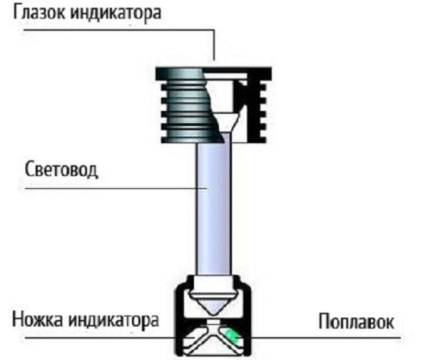 Глазок индикатора
Световод
Ножка индикатора
Поплавок